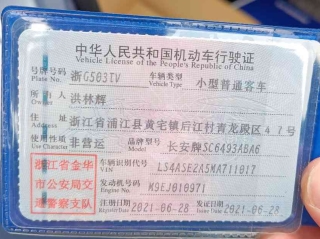 中华人民共和国机动车行驶证
Vehicle License of the People's Republic of China
号牌号码 浙G503TV 车辆类型 小型普通客车
Plate No. Vehicle Type
所有人 洪林辉
Owner
住址 浙江省浦江县黄宅镇后江村青龙段区47号
Address
使用性质 非营运 品牌型号 长安牌SC6493ABA6
Use Character Model
浙江省金华 车辆识别代号 LS4ASE2A5MA711017
VIN
市公安局交 发动机号码 M9EJ010971
Engine No.
通警察支队 注册日期 2021-06-28 发证日期 2021-06-28
Register Date Issue Date